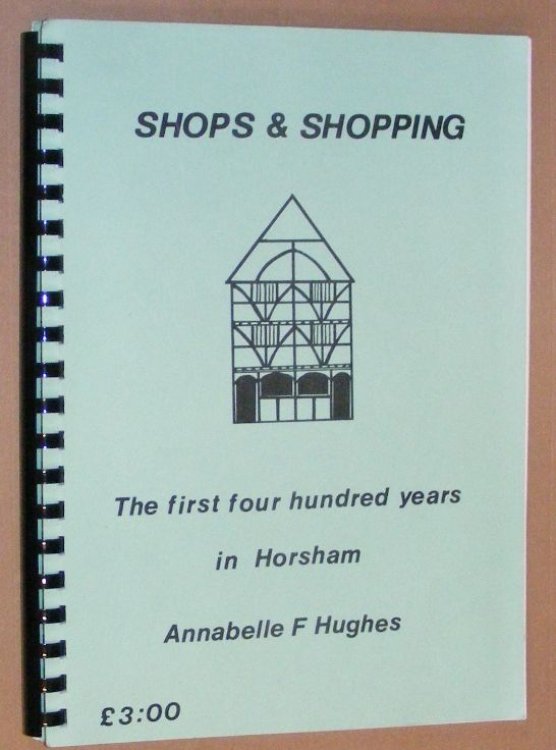 SHOPS & SHOPPING
The first four hundred years
in Horsham
Annabelle F Hughes
£3:00